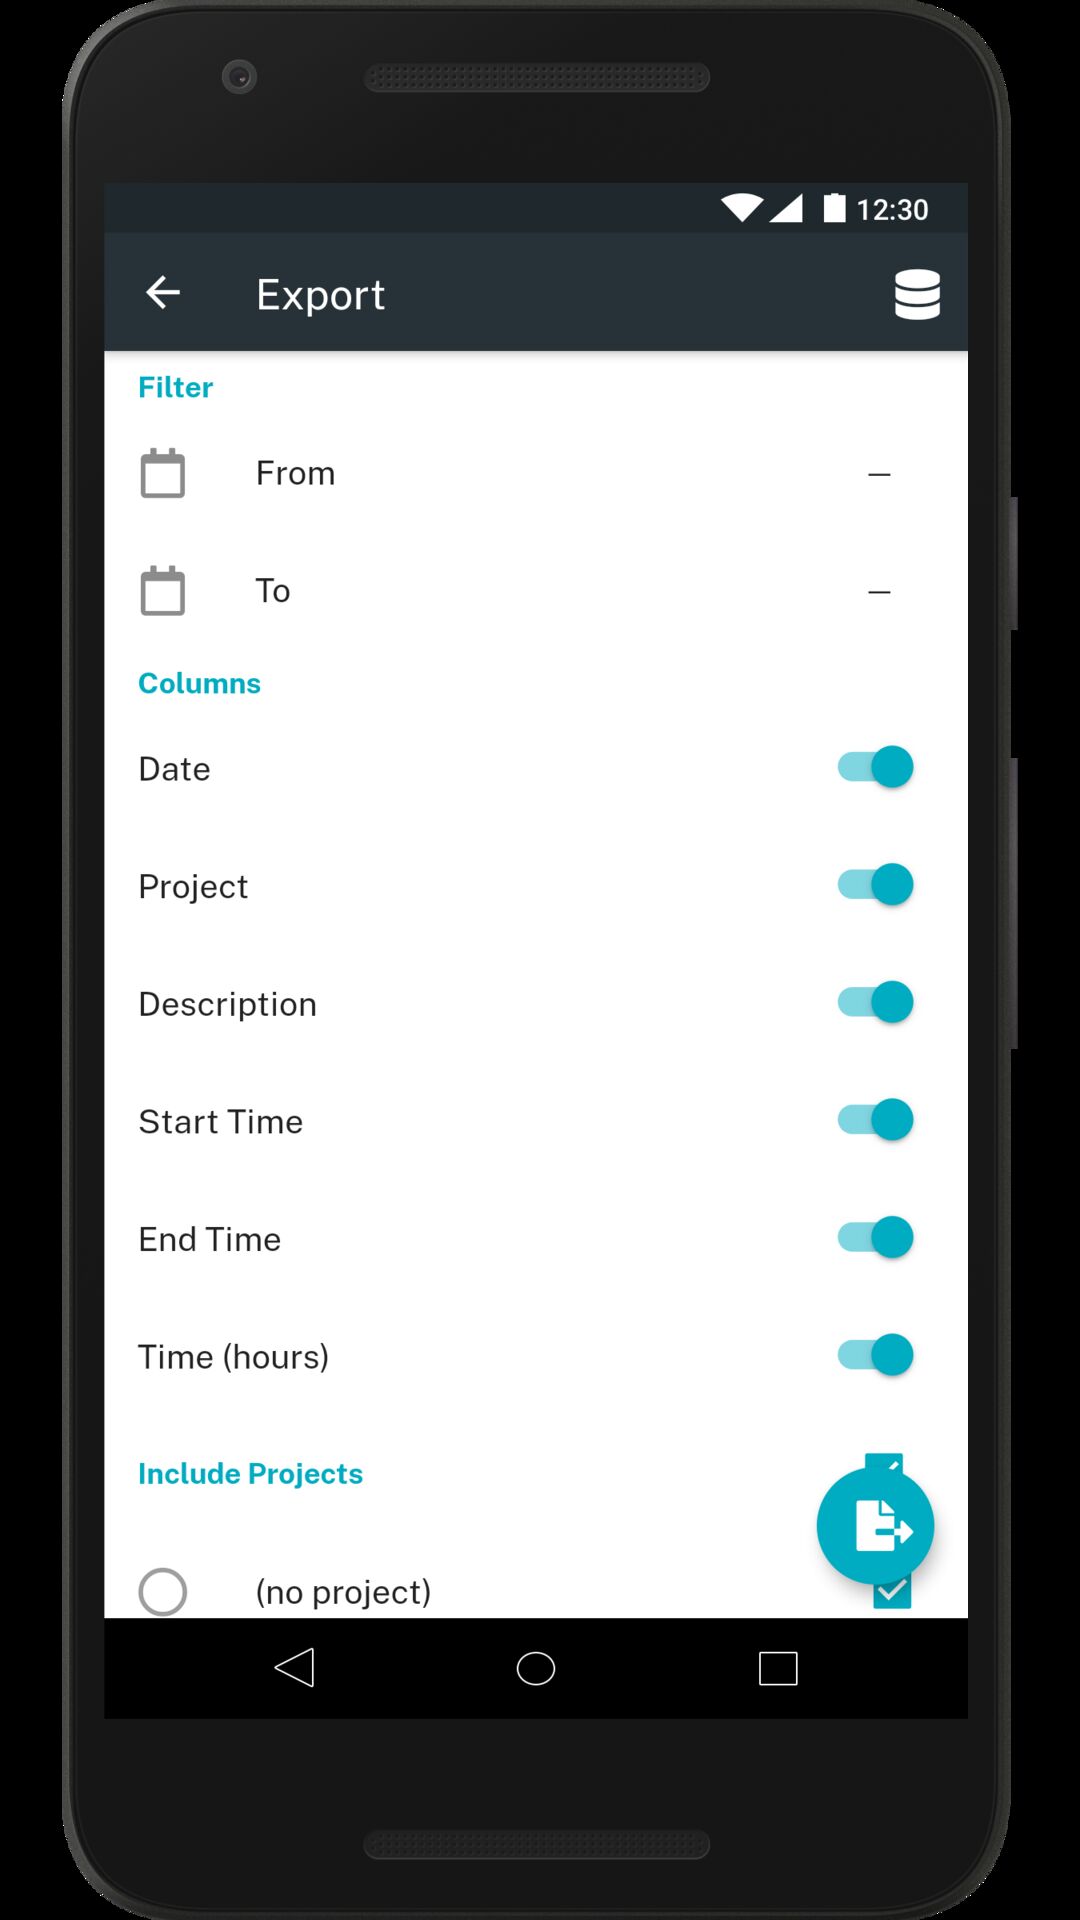 12:30
Export
Filter
From –
To –
Columns
Date
Project
Description
Start Time
End Time
Time (hours)
Include Projects
(no project)